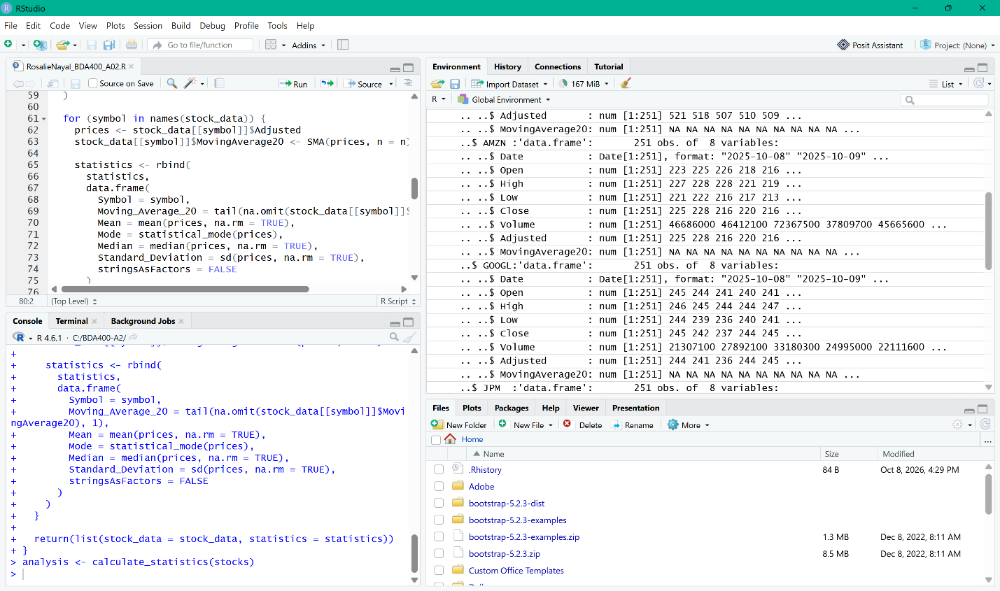 RStudio
File Edit Code View Plots Session Build Debug Profile Tools Help
Go to file/function Addins Posit Assistant Project: (None)
RosalieNayal_BDA400_A02.R
Source on Save Run Source
59 )
60
61 for (symbol in names(stock_data)) {
62 prices <- stock_data[[symbol]]$Adjusted
63 stock_data[[symbol]]$MovingAverage20 <- SMA(prices, n = n)
64
65 statistics <- rbind(
66 statistics,
67 data.frame(
68 Symbol = symbol,
69 Moving_Average_20 = tail(na.omit(stock_data[[symbol]]$
70 Mean = mean(prices, na.rm = TRUE),
71 Mode = statistical_mode(prices),
72 Median = median(prices, na.rm = TRUE),
73 Standard_Deviation = sd(prices, na.rm = TRUE),
74 stringsAsFactors = FALSE
75 )
76
80:2 (Top Level) R Script
Console Terminal Background Jobs
R 4.6.1 · C:/BDA400-A2/
+
+ statistics <- rbind(
+ statistics,
+ data.frame(
+ Symbol = symbol,
+ Moving_Average_20 = tail(na.omit(stock_data[[symbol]]$Movi
ngAverage20), 1),
+ Mean = mean(prices, na.rm = TRUE),
+ Mode = statistical_mode(prices),
+ Median = median(prices, na.rm = TRUE),
+ Standard_Deviation = sd(prices, na.rm = TRUE),
+ stringsAsFactors = FALSE
+ )
+ )
+ }
+
+ return(list(stock_data = stock_data, statistics = statistics))
+ }
> analysis <- calculate_statistics(stocks)
>
Environment History Connections Tutorial
Import Dataset 167 MiB List
R Global Environment
.. ..$ Adjusted : num [1:251] 521 518 507 510 509 ...
.. ..$ MovingAverage20: num [1:251] NA NA NA NA NA NA NA NA NA NA ...
..$ AMZN :'data.frame': 251 obs. of 8 variables:
.. ..$ Date : Date[1:251], format: "2025-10-08" "2025-10-09" ...
.. ..$ Open : num [1:251] 223 225 226 218 216 ...
.. ..$ High : num [1:251] 227 228 228 221 219 ...
.. ..$ Low : num [1:251] 221 222 216 217 213 ...
.. ..$ Close : num [1:251] 225 228 216 220 216 ...
.. ..$ Volume : num [1:251] 46686000 46412100 72367500 37809700 45665600 ...
.. ..$ Adjusted : num [1:251] 225 228 216 220 216 ...
.. ..$ MovingAverage20: num [1:251] NA NA NA NA NA NA NA NA NA NA ...
..$ GOOGL:'data.frame': 251 obs. of 8 variables:
.. ..$ Date : Date[1:251], format: "2025-10-08" "2025-10-09" ...
.. ..$ Open : num [1:251] 245 244 241 240 241 ...
.. ..$ High : num [1:251] 246 245 244 244 247 ...
.. ..$ Low : num [1:251] 244 239 236 240 241 ...
.. ..$ Close : num [1:251] 245 242 237 244 245 ...
.. ..$ Volume : num [1:251] 21307100 27892100 33180300 24995000 22111600 ...
.. ..$ Adjusted : num [1:251] 244 241 236 244 245 ...
.. ..$ MovingAverage20: num [1:251] NA NA NA NA NA NA NA NA NA NA ...
..$ JPM :'data.frame': 251 obs. of 8 variables:
Files Plots Packages Help Viewer Presentation
New Folder New File Delete Rename More
Home ...
Name Size Modified
.Rhistory 84 B Oct 8, 2026, 4:29 PM
Adobe
bootstrap-5.2.3-dist
bootstrap-5.2.3-examples
bootstrap-5.2.3-examples.zip 1.3 MB Dec 8, 2022, 8:11 AM
bootstrap-5.2.3.zip 8.5 MB Dec 8, 2022, 8:11 AM
Custom Office Templates